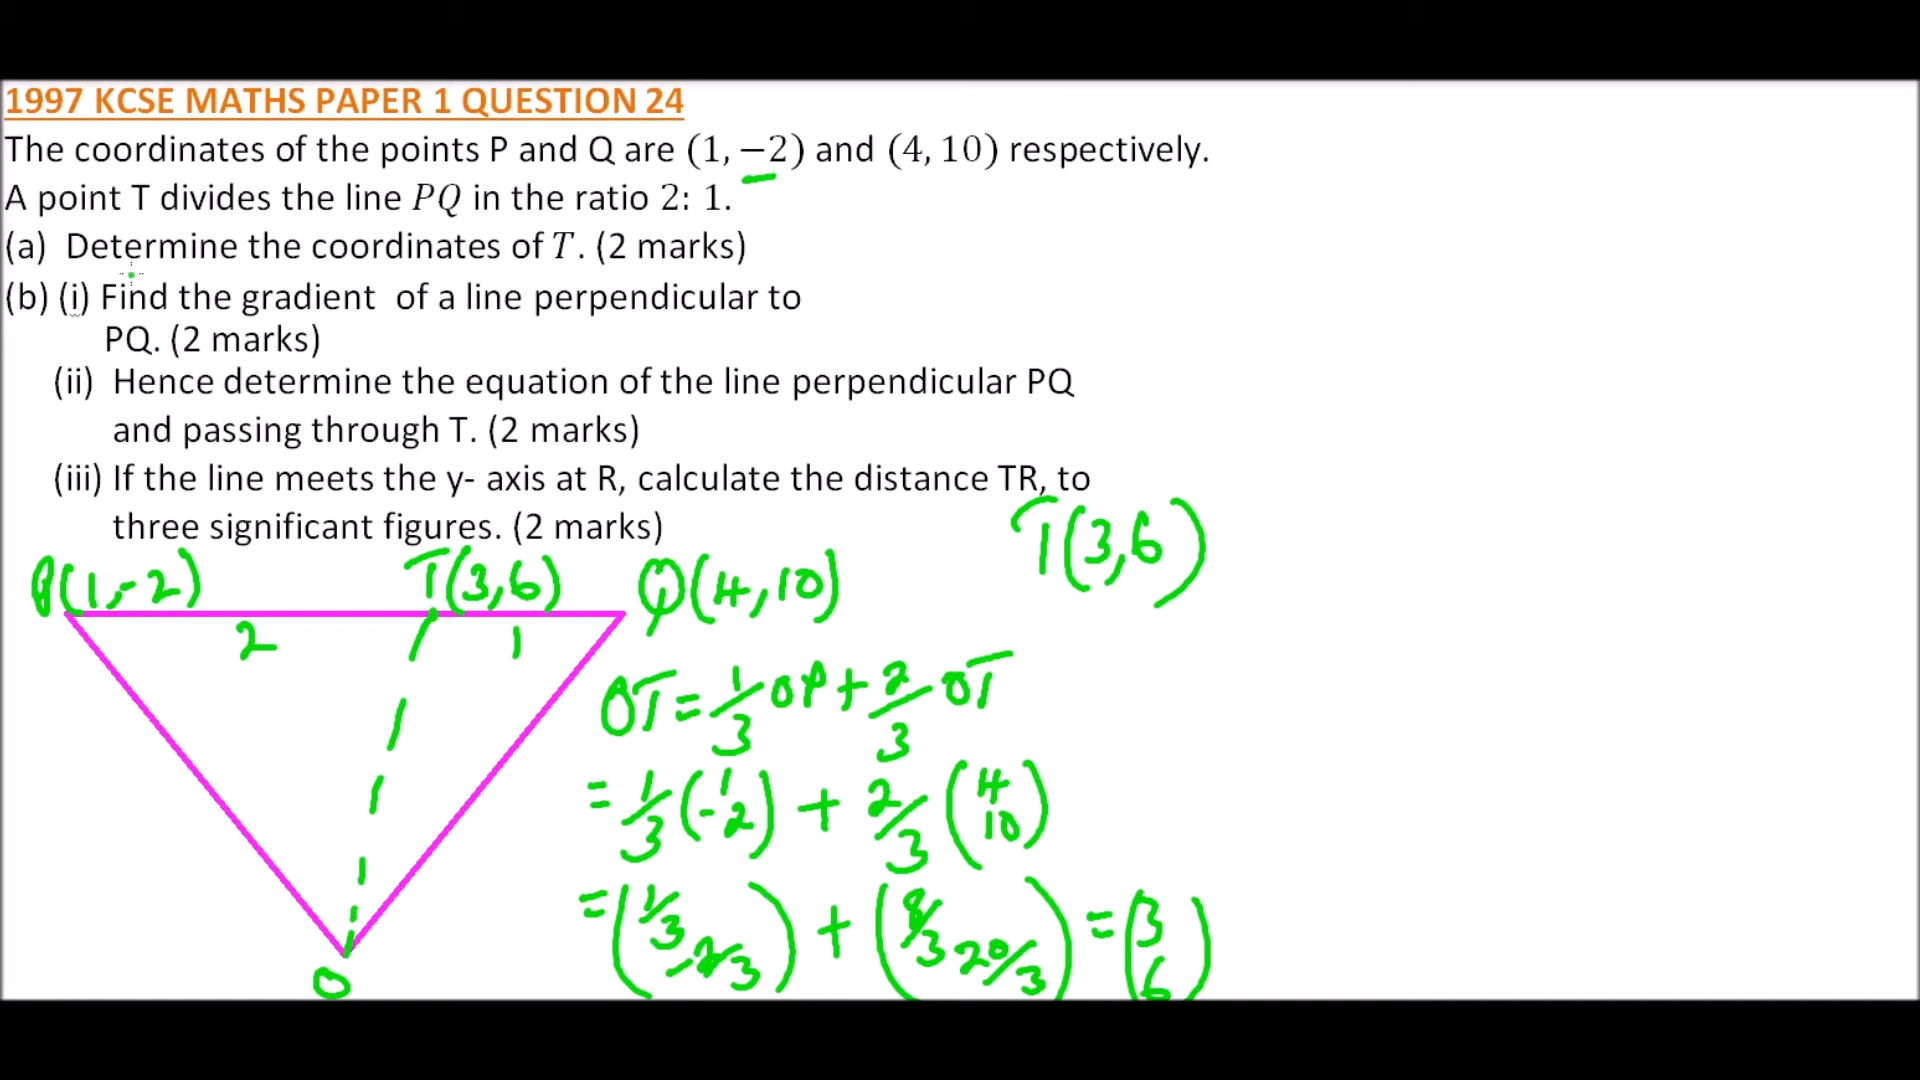 1997 KCSE MATHS PAPER 1 QUESTION 24
The coordinates of the points P and Q are (1, −2) and (4, 10) respectively.
A point T divides the line PQ in the ratio 2: 1.
(a) Determine the coordinates of T. (2 marks)
(b) (i) Find the gradient of a line perpendicular to
PQ. (2 marks)
(ii) Hence determine the equation of the line perpendicular PQ
and passing through T. (2 marks)
(iii) If the line meets the y- axis at R, calculate the distance TR, to
three significant figures. (2 marks)
T(3,6)
P(1,-2) T(3,6) Q(4,10)
2 1
OT = 1/3 OP + 2/3 OT
= 1/3 (1 -2) + 2/3 (4 10)
= (1/3 -2/3) + (8/3 20/3) = (3 6)
O